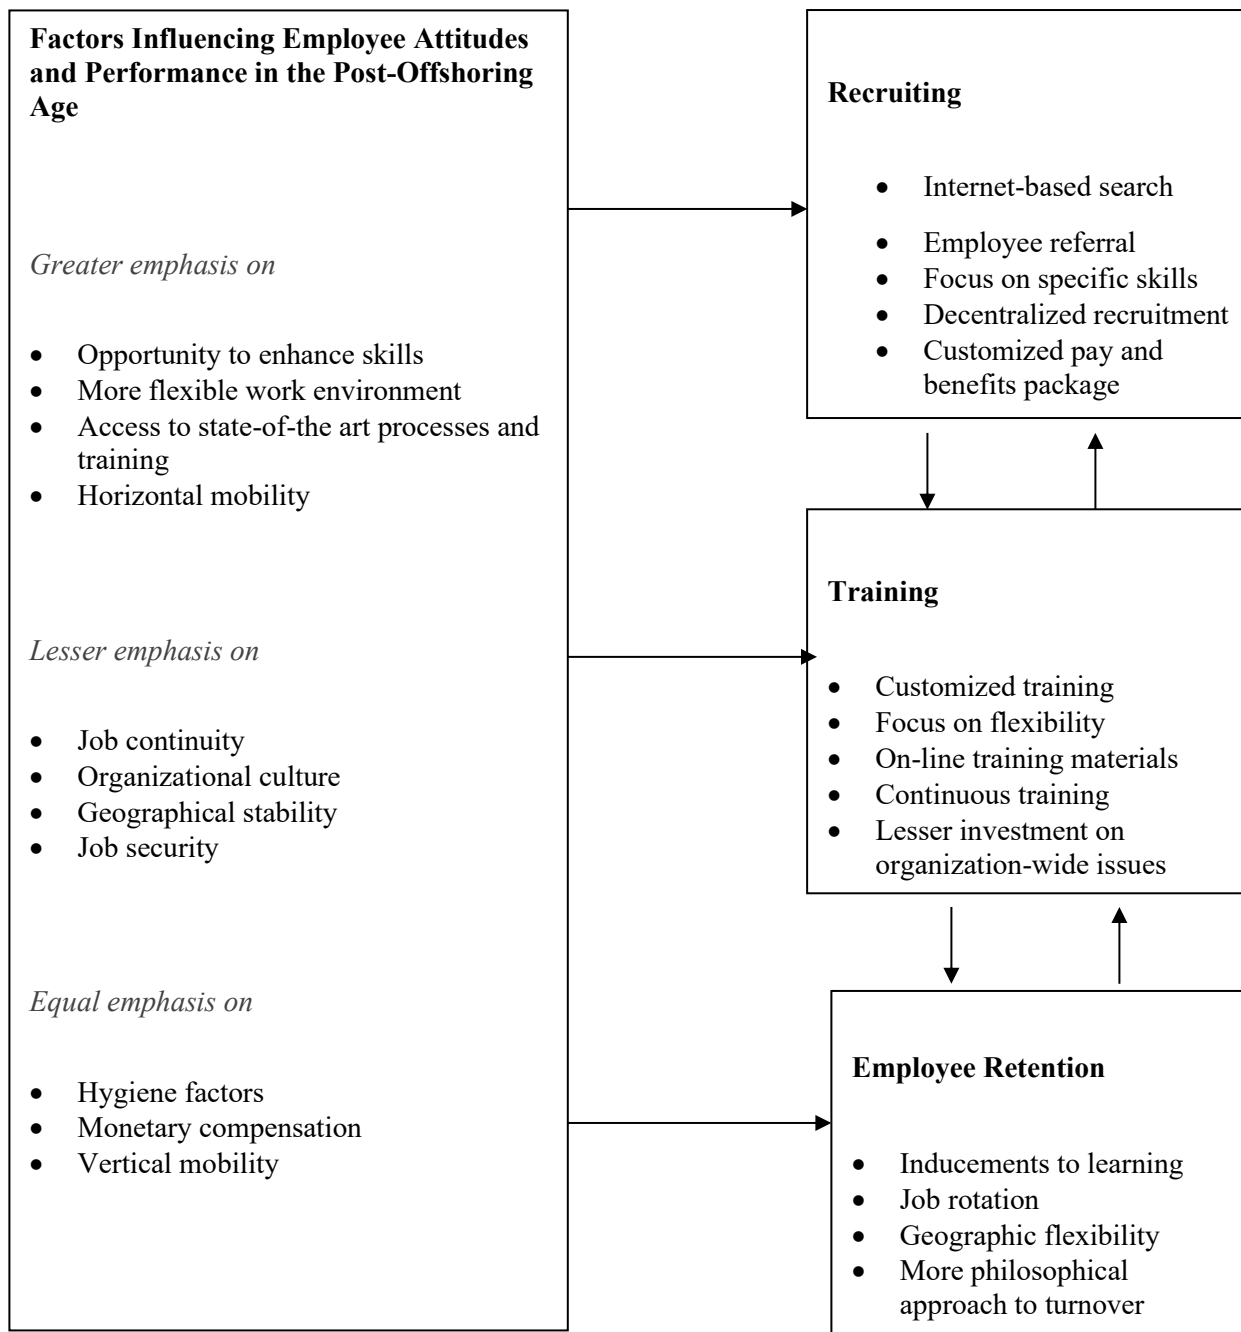 Factors Influencing Employee Attitudes
and Performance in the Post-Offshoring
Age
Greater emphasis on
• Opportunity to enhance skills
• More flexible work environment
• Access to state-of-the art processes and
training
• Horizontal mobility
Lesser emphasis on
• Job continuity
• Organizational culture
• Geographical stability
• Job security
Equal emphasis on
• Hygiene factors
• Monetary compensation
• Vertical mobility
Recruiting
• Internet-based search
• Employee referral
• Focus on specific skills
• Decentralized recruitment
• Customized pay and
benefits package
Training
• Customized training
• Focus on flexibility
• On-line training materials
• Continuous training
• Lesser investment on
organization-wide issues
Employee Retention
• Inducements to learning
• Job rotation
• Geographic flexibility
• More philosophical
approach to turnover